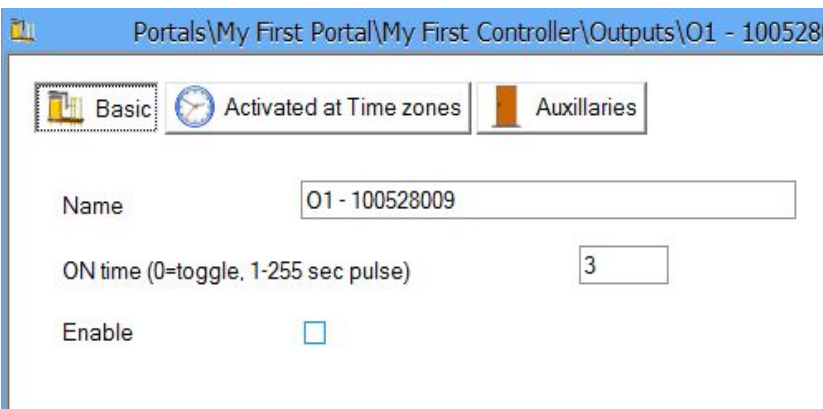 Portals\My First Portal\My First Controller\Outputs\O1 - 100528
Basic Activated at Time zones Auxillaries
Name O1 - 100528009
ON time (0=toggle, 1-255 sec pulse) 3
Enable